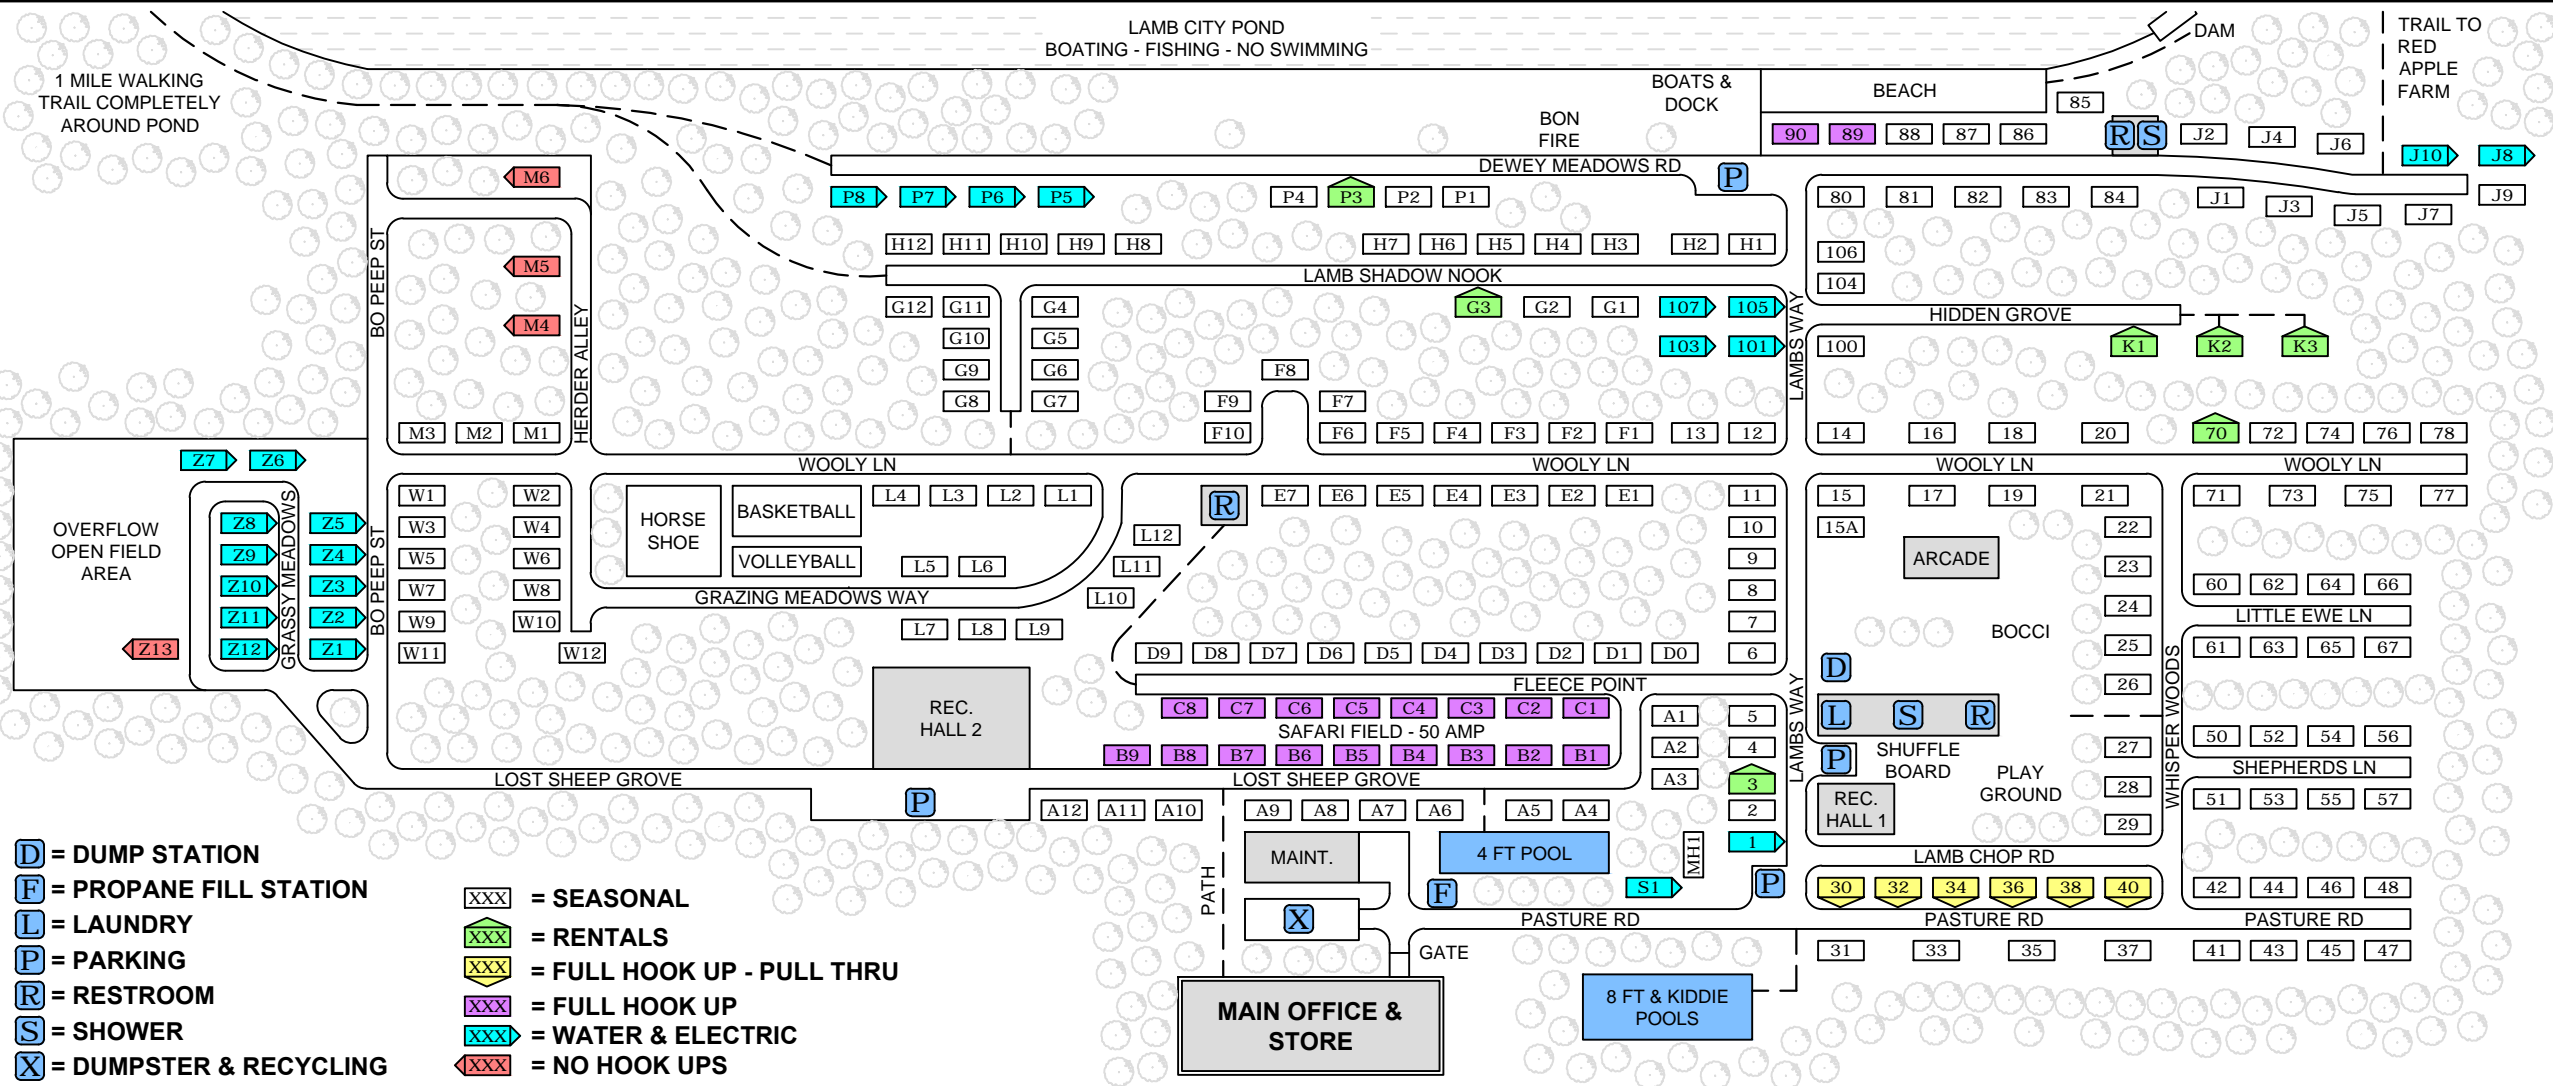 LAMB CITY POND
BOATING - FISHING - NO SWIMMING
DAM
TRAIL TO
RED
APPLE
FARM
1 MILE WALKING
TRAIL COMPLETELY
AROUND POND
BOATS &
DOCK
BEACH
85
BON
FIRE
90 89 88 87 86
R S
J2 J4 J6
J10 J8
DEWEY MEADOWS RD
P
M6
P8 P7 P6 P5
P4 P3 P2 P1
80 81 82 83 84
J1 J3 J5 J7 J9
BO PEEP ST
H12 H11 H10 H9 H8
H7 H6 H5 H4 H3 H2 H1
106
M5
LAMB SHADOW NOOK
104
G12 G11 G4
G3 G2 G1 107 105
LAMBS WAY
HIDDEN GROVE
M4
HERDER ALLEY
G10 G5
103 101
100
K1 K2 K3
G9 G6
F8
G8 G7
F9 F7
M3 M2 M1
F10 F6 F5 F4 F3 F2 F1 13 12
14 16 18 20
70 72 74 76 78
Z7 Z6
WOOLY LN
WOOLY LN
WOOLY LN
WOOLY LN
W1 W2
L4 L3 L2 L1
R
E7 E6 E5 E4 E3 E2 E1 11
15 17 19 21
71 73 75 77
OVERFLOW
OPEN FIELD
AREA
GRASSY MEADOWS
Z8 Z5
BO PEEP ST
W3 W4
HORSE
SHOE
BASKETBALL
L12
10
15A
22
Z9 Z4
W5 W6
VOLLEYBALL
L5 L6
L11
9
ARCADE
23
Z10 Z3
W7 W8
GRAZING MEADOWS WAY
L10
8
24
60 62 64 66
Z11 Z2
W9 W10
L7 L8 L9
7
BOCCI
LITTLE EWE LN
Z13
Z12 Z1
W11 W12
D9 D8 D7 D6 D5 D4 D3 D2 D1 D0 6
25
61 63 65 67
D
FLEECE POINT
26
WHISPER WOODS
REC.
HALL 2
C8 C7 C6 C5 C4 C3 C2 C1
A1 5
LAMBS WAY
L S R
SAFARI FIELD - 50 AMP
50 52 54 56
B9 B8 B7 B6 B5 B4 B3 B2 B1
A2 4
P
SHUFFLE
BOARD
27
SHEPHERDS LN
LOST SHEEP GROVE
LOST SHEEP GROVE
A3 3
PLAY
GROUND
28
51 53 55 57
P
A12 A11 A10
A9 A8 A7 A6 A5 A4
2
REC.
HALL 1
29
MAINT.
4 FT POOL
MH1
1
LAMB CHOP RD
PATH
F
S1
P
30 32 34 36 38 40
42 44 46 48
X
PASTURE RD
PASTURE RD
PASTURE RD
GATE
31 33 35 37
41 43 45 47
MAIN OFFICE &
STORE
8 FT & KIDDIE
POOLS
D = DUMP STATION
F = PROPANE FILL STATION
L = LAUNDRY
P = PARKING
R = RESTROOM
S = SHOWER
X = DUMPSTER & RECYCLING
XXX = SEASONAL
XXX = RENTALS
XXX = FULL HOOK UP - PULL THRU
XXX = FULL HOOK UP
XXX = WATER & ELECTRIC
XXX = NO HOOK UPS